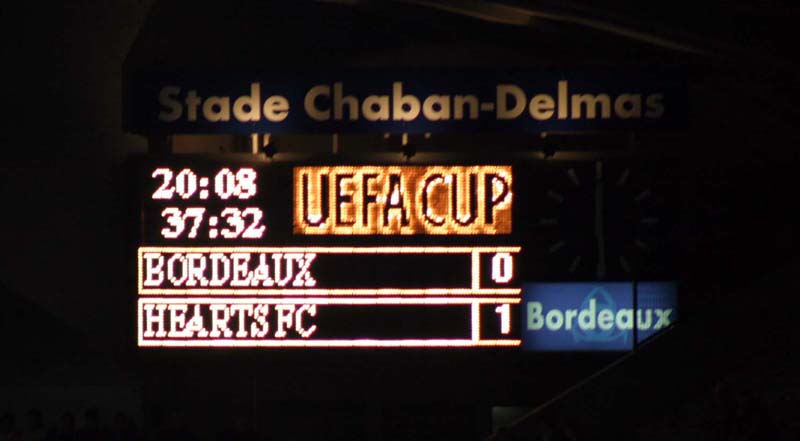 Stade Chaban-Delmas
20:08
37:32
UEFA CUP
BORDEAUX 0
HEARTS FC 1
Bordeaux